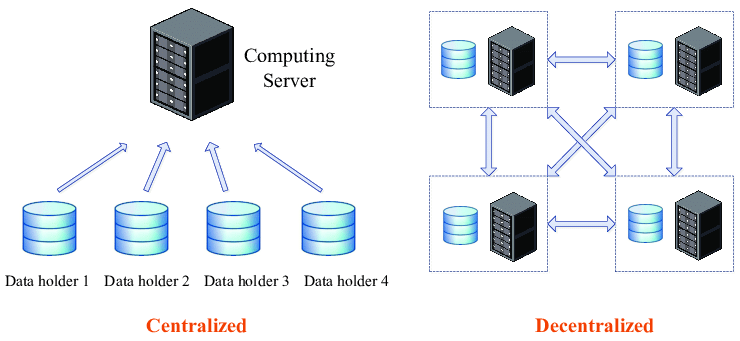 Computing
Server
Data holder 1
Data holder 2
Data holder 3
Data holder 4
Centralized
Decentralized